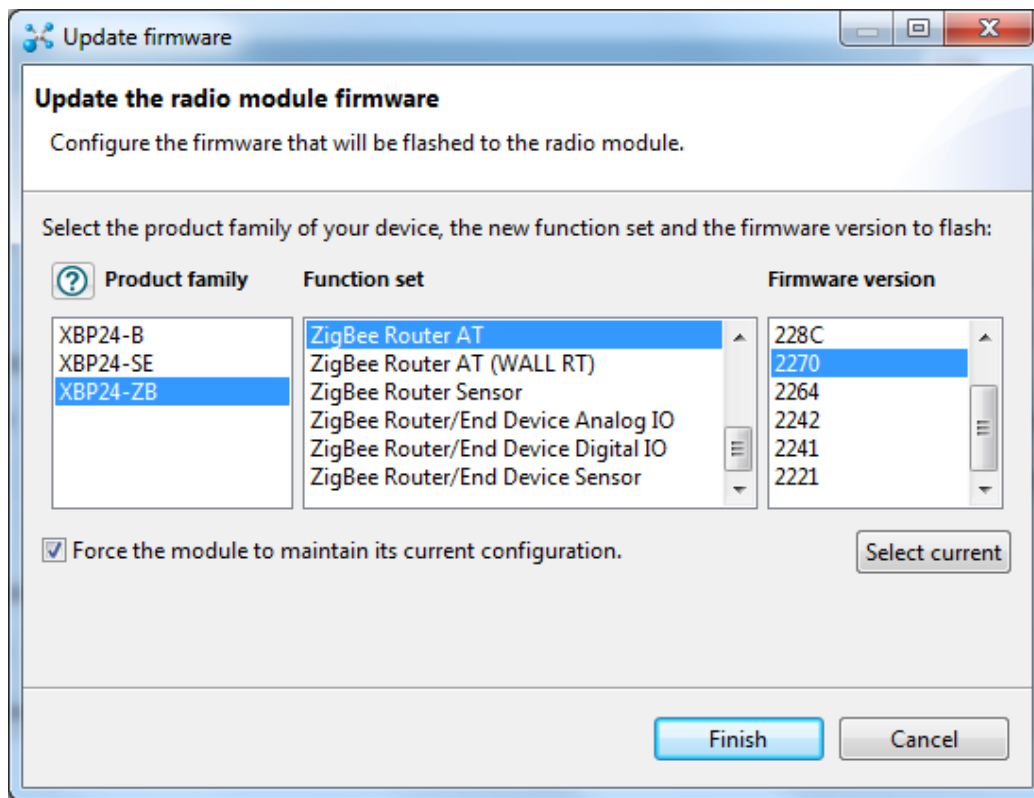 Update firmware
Update the radio module firmware
Configure the firmware that will be flashed to the radio module.
Select the product family of your device, the new function set and the firmware version to flash:
Product family
Function set
Firmware version
XBP24-B
XBP24-SE
XBP24-ZB
ZigBee Router AT
ZigBee Router AT (WALL RT)
ZigBee Router Sensor
ZigBee Router/End Device Analog IO
ZigBee Router/End Device Digital IO
ZigBee Router/End Device Sensor
228C
2270
2264
2242
2241
2221
Force the module to maintain its current configuration.
Select current
Finish
Cancel